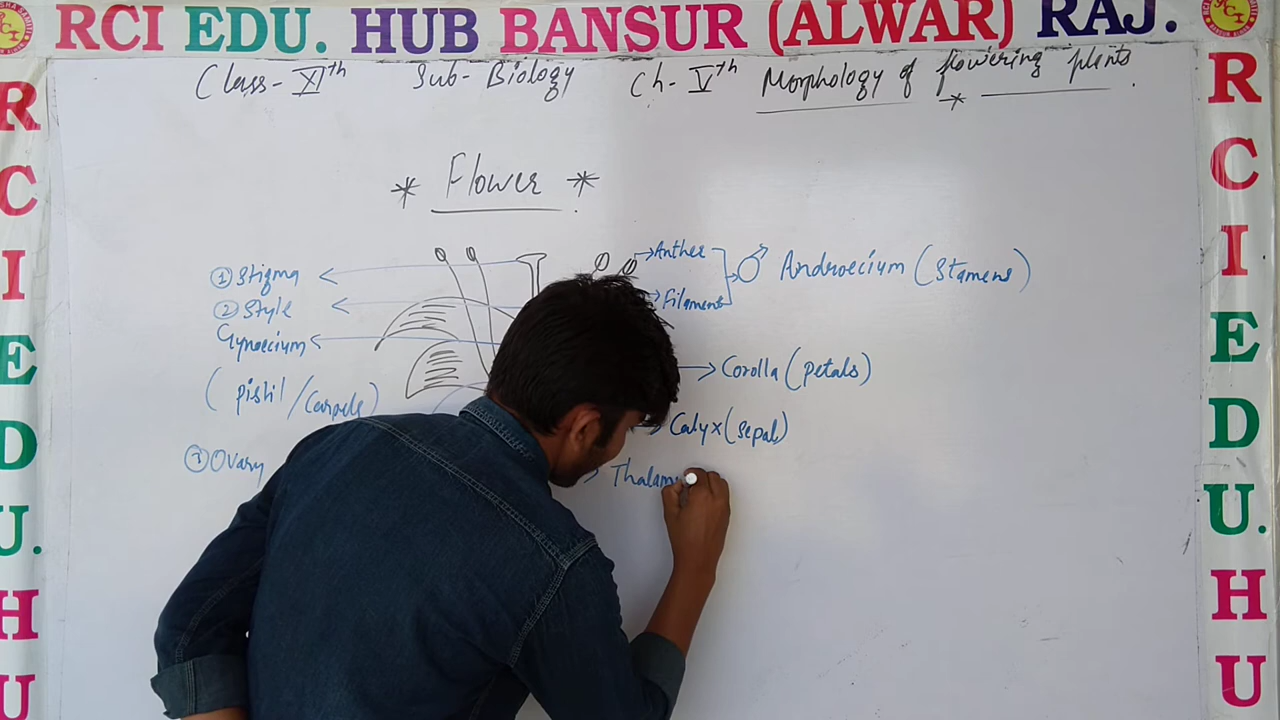 RCI EDU. HUB BANSUR (ALWAR) RAJ.
Class- XIth Sub- Biology Ch- Vth Morphology of flowering plants.
* Flower *
① Stigma
② Style
Gynoecium
(pistil/carpels)
③ Ovary
Anther
Filament
♂ Androecium (Stamens)
Corolla (petals)
Calyx (sepals)
Thalam
R C I E D U. H U
R C I E D U. H U